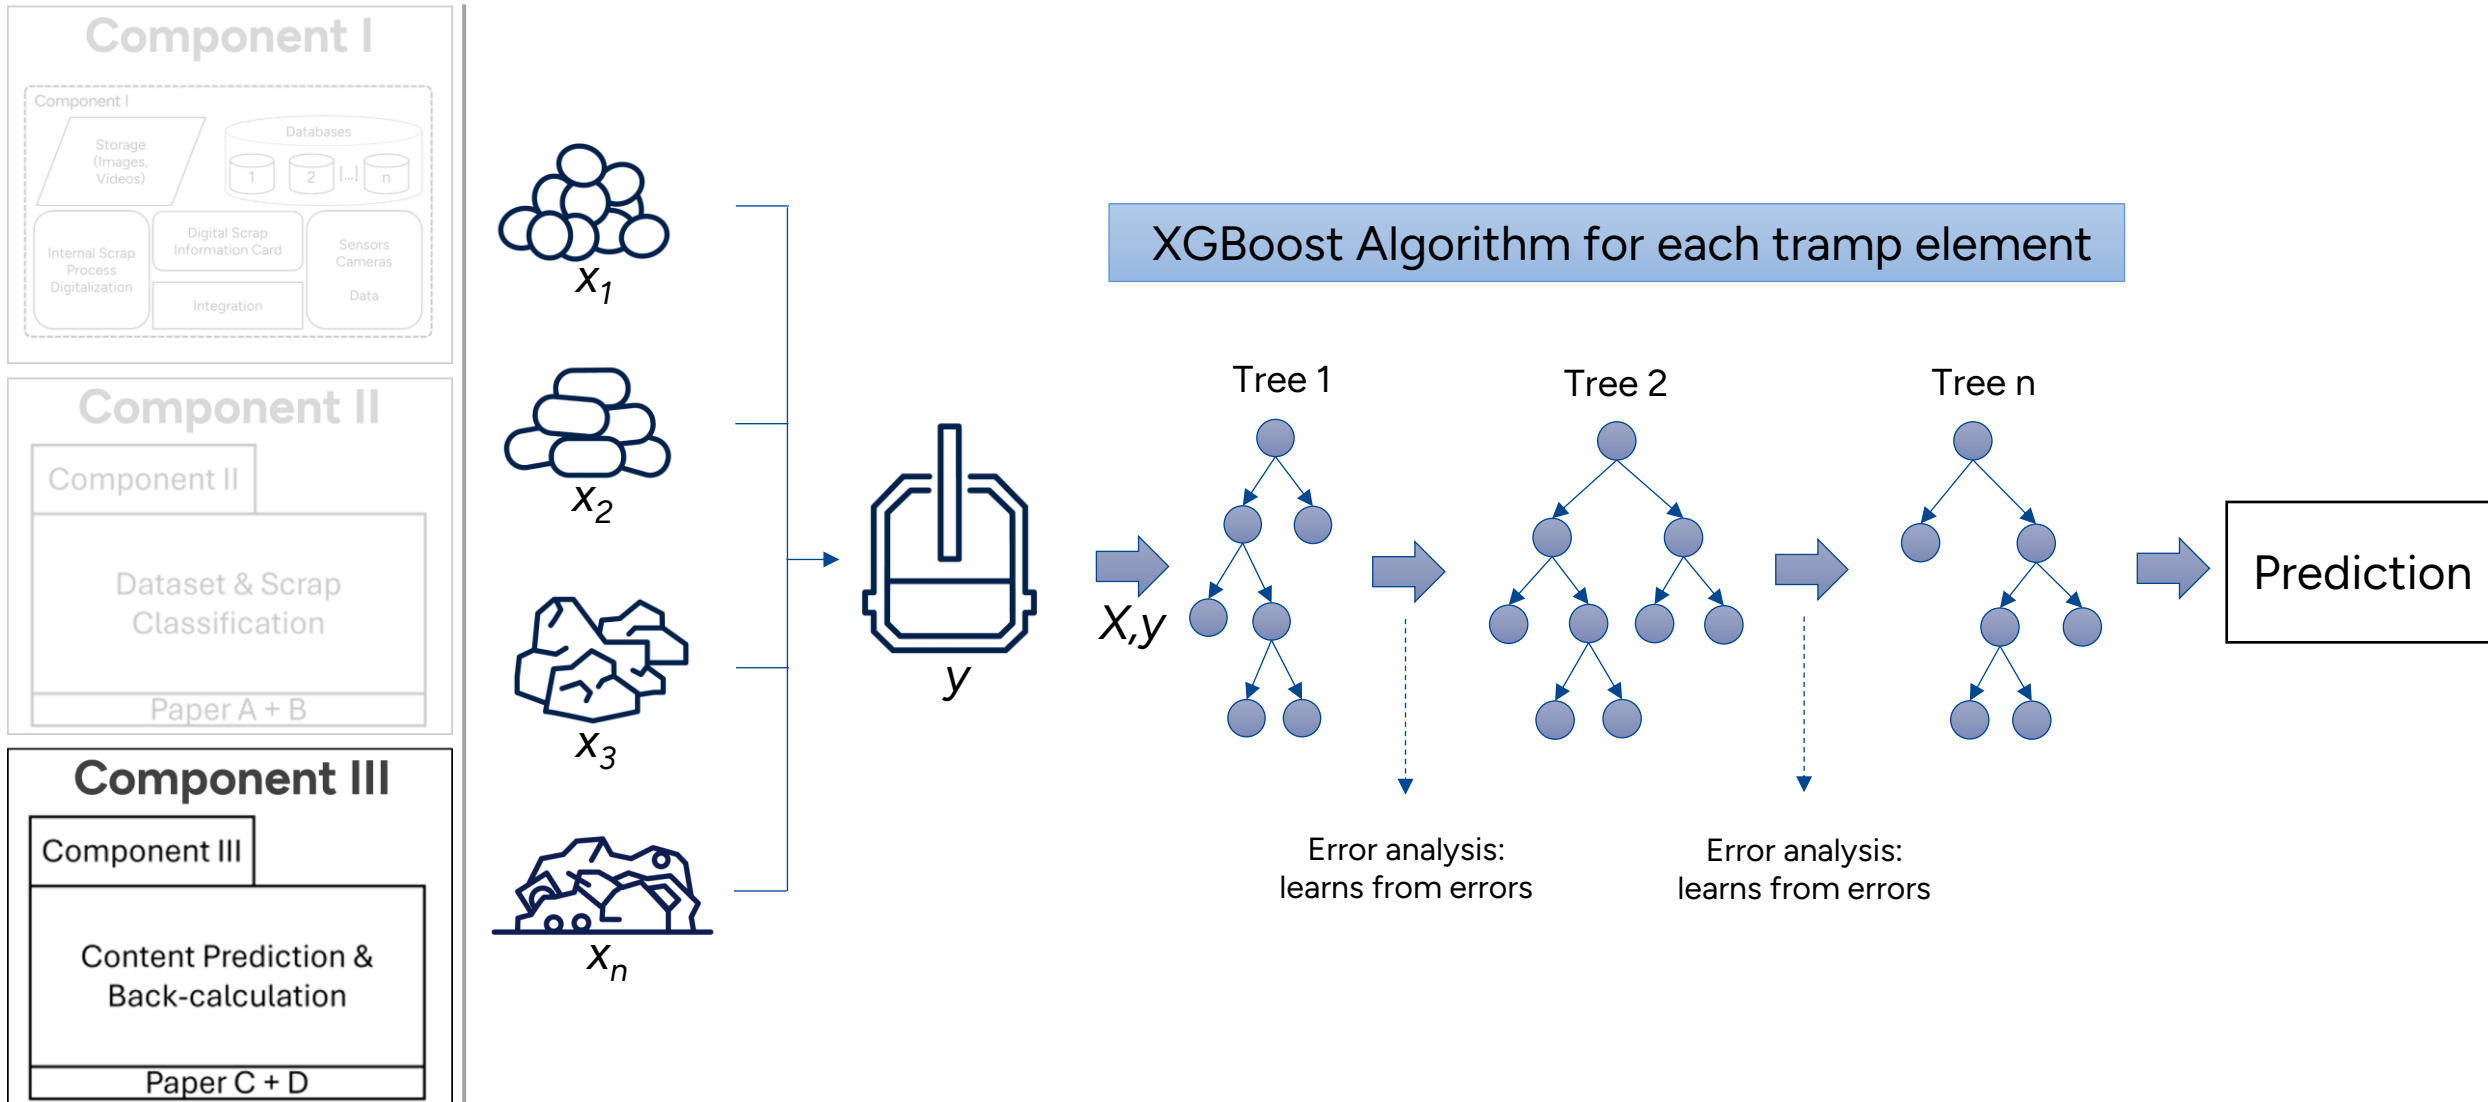 Component I
Component I
Storage
(Images,
Videos)
Databases
1
2
[...]
n
Internal Scrap
Process
Digitalization
Digital Scrap
Information Card
Integration
Sensors
Cameras
Data
Component II
Component II
Dataset & Scrap
Classification
Paper A + B
Component III
Component III
Content Prediction &
Back-calculation
Paper C + D
x1
x2
x3
xn
y
X,y
XGBoost Algorithm for each tramp element
Tree 1
Tree 2
Tree n
Error analysis:
learns from errors
Error analysis:
learns from errors
Prediction